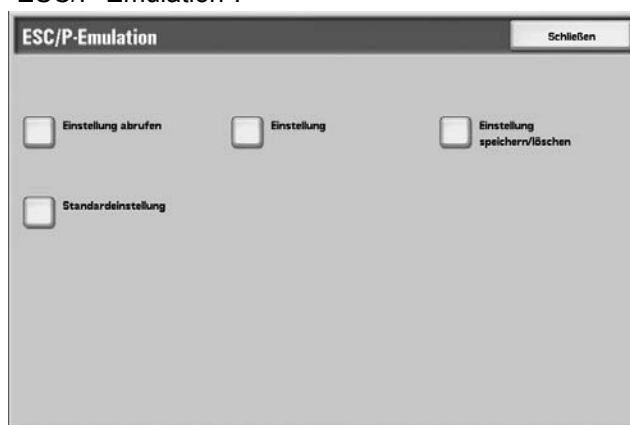 ESC/P-Emulation
Schließen
Einstellung abrufen
Einstellung
Einstellung
speichern/löschen
Standardeinstellung